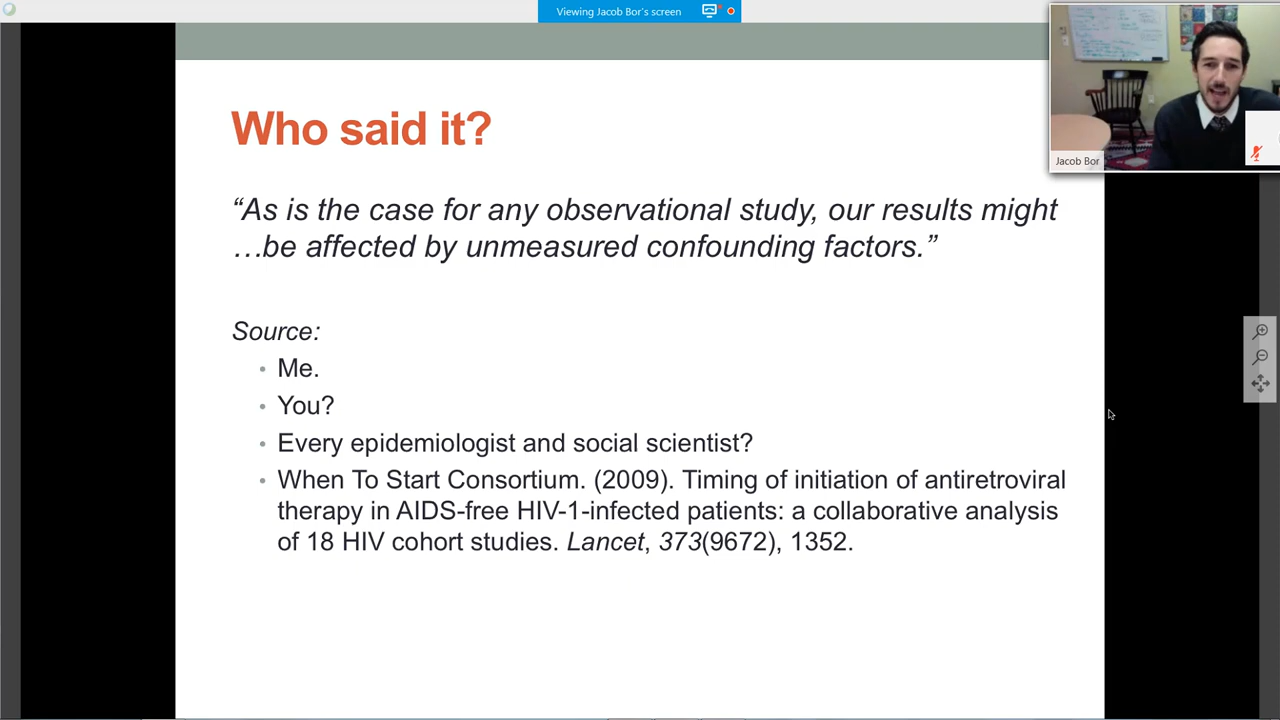 Viewing Jacob Bor's screen
Jacob Bor
Who said it?
“As is the case for any observational study, our results might
…be affected by unmeasured confounding factors.”
Source:
• Me.
• You?
• Every epidemiologist and social scientist?
• When To Start Consortium. (2009). Timing of initiation of antiretroviral
therapy in AIDS-free HIV-1-infected patients: a collaborative analysis
of 18 HIV cohort studies. Lancet, 373(9672), 1352.